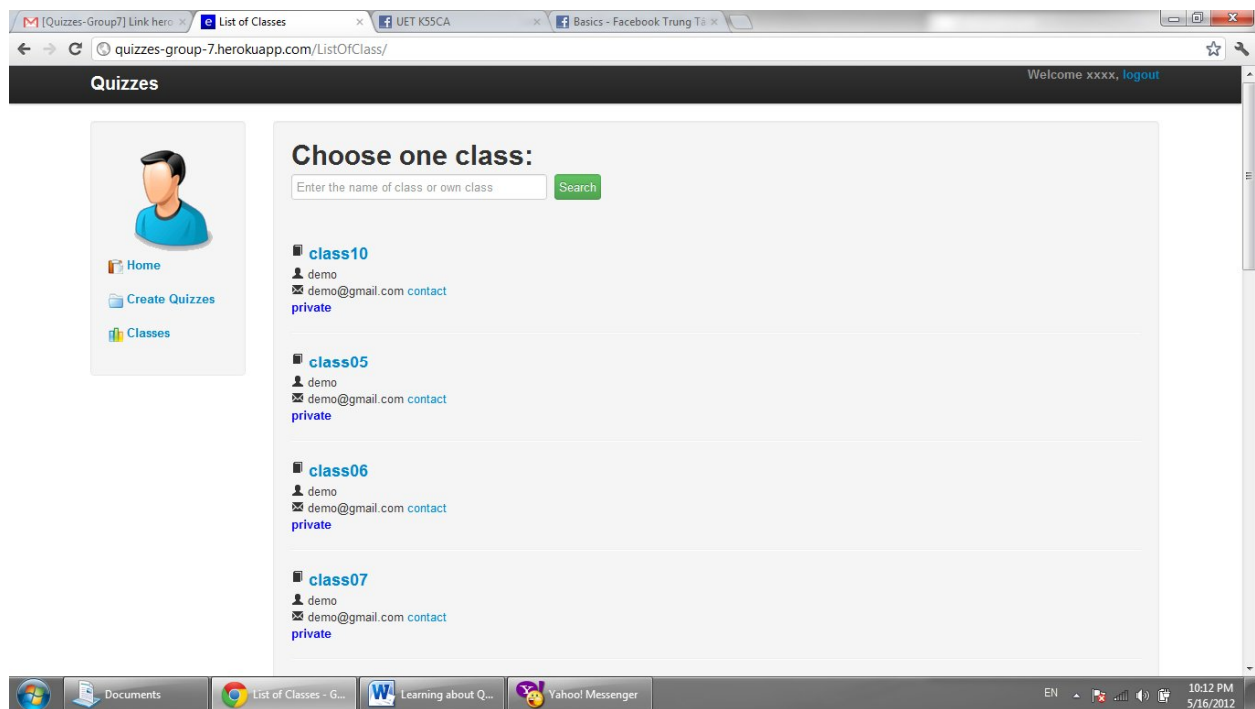 [Quizzes-Group7] Link hero
List of Classes
UET K55CA
Basics - Facebook Trung Tâ
quizzes-group-7.herokuapp.com/ListOfClass/
Quizzes
Welcome xxxx, logout
Home
Create Quizzes
Classes
Choose one class:
Enter the name of class or own class
Search
class10
demo
demo@gmail.com contact
private
class05
demo
demo@gmail.com contact
private
class06
demo
demo@gmail.com contact
private
class07
demo
demo@gmail.com contact
private
Documents
List of Classes - G...
Learning about Q...
Yahoo! Messenger
EN
10:12 PM
5/16/2012